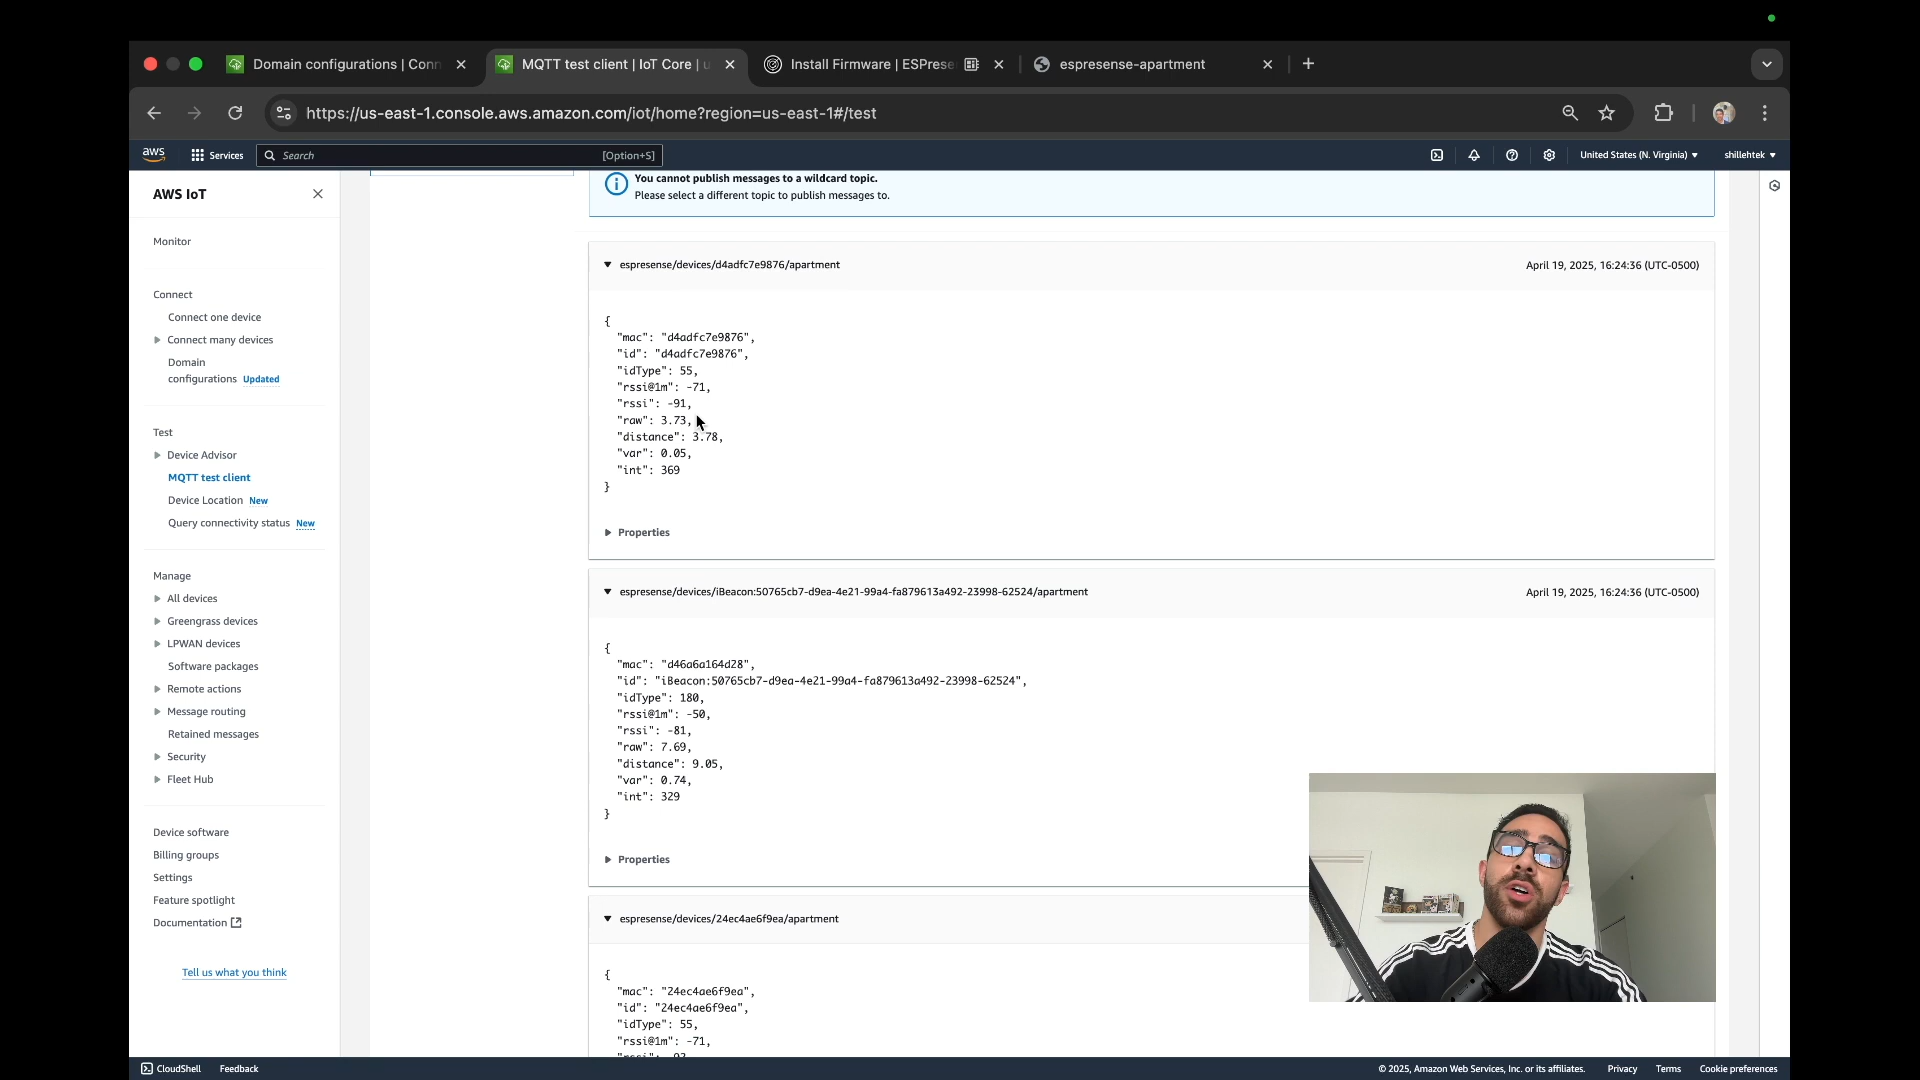 Domain configurations | Conn
MQTT test client | IoT Core | u
Install Firmware | ESPrese
espresense-apartment
https://us-east-1.console.aws.amazon.com/iot/home?region=us-east-1#/test
aws
Services
Search
[Option+S]
United States (N. Virginia)
shillehtek
AWS IoT
Monitor
Connect
Connect one device
Connect many devices
Domain
configurations Updated
Test
Device Advisor
MQTT test client
Device Location New
Query connectivity status New
Manage
All devices
Greengrass devices
LPWAN devices
Software packages
Remote actions
Message routing
Retained messages
Security
Fleet Hub
Device software
Billing groups
Settings
Feature spotlight
Documentation
Tell us what you think
You cannot publish messages to a wildcard topic.
Please select a different topic to publish messages to.
espresense/devices/d4adfc7e9876/apartment
April 19, 2025, 16:24:36 (UTC-0500)
{
"mac": "d4adfc7e9876",
"id": "d4adfc7e9876",
"idType": 55,
"rssi@1m": -71,
"rssi": -91,
"raw": 3.73,
"distance": 3.78,
"var": 0.05,
"int": 369
}
Properties
espresense/devices/iBeacon:50765cb7-d9ea-4e21-99a4-fa879613a492-23998-62524/apartment
April 19, 2025, 16:24:36 (UTC-0500)
{
"mac": "d46a6a164d28",
"id": "iBeacon:50765cb7-d9ea-4e21-99a4-fa879613a492-23998-62524",
"idType": 180,
"rssi@1m": -50,
"rssi": -81,
"raw": 7.69,
"distance": 9.05,
"var": 0.74,
"int": 329
}
Properties
espresense/devices/24ec4ae6f9ea/apartment
{
"mac": "24ec4ae6f9ea",
"id": "24ec4ae6f9ea",
"idType": 55,
"rssi@1m": -71,
CloudShell
Feedback
© 2025, Amazon Web Services, Inc. or its affiliates.
Privacy
Terms
Cookie preferences